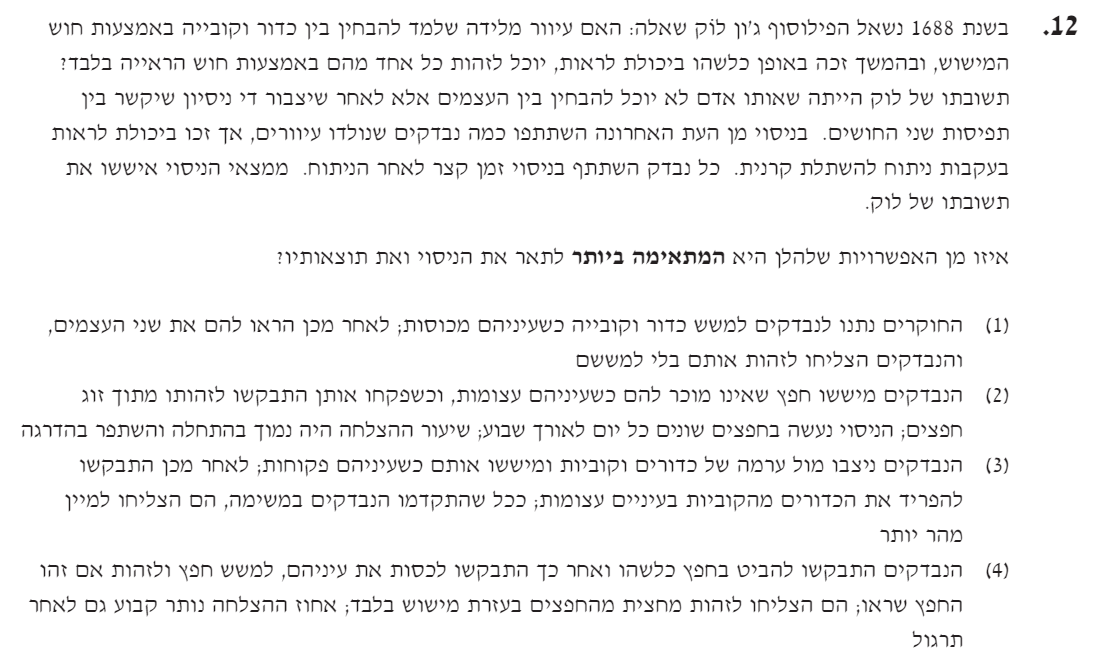 12. בשנת 1688 נשאל הפילוסוף ג'ון לוֹק שאלה: האם עיוור מלידה שלמד להבחין בין כדור וקובייה באמצעות חוש
המישוש, ובהמשך זכה באופן כלשהו ביכולת לראות, יוכל לזהות כל אחד מהם באמצעות חוש הראייה בלבד?
תשובתו של לוק הייתה שאותו אדם לא יוכל להבחין בין העצמים אלא לאחר שיצבור די ניסיון שיקשר בין
תפיסות שני החושים. בניסוי מן העת האחרונה השתתפו כמה נבדקים שנולדו עיוורים, אך זכו ביכולת לראות
בעקבות ניתוח להשתלת קרנית. כל נבדק השתתף בניסוי זמן קצר לאחר הניתוח. ממצאי הניסוי איששו את
תשובתו של לוק.
איזו מן האפשרויות שלהלן היא המתאימה ביותר לתאר את הניסוי ואת תוצאותיו?
(1) החוקרים נתנו לנבדקים למשש כדור וקובייה כשעיניהם מכוסות; לאחר מכן הראו להם את שני העצמים,
והנבדקים הצליחו לזהות אותם בלי למששם
(2) הנבדקים מיששו חפץ שאינו מוכר להם כשעיניהם עצומות, וכשפקחו אותן התבקשו לזהותו מתוך זוג
חפצים; הניסוי נעשה בחפצים שונים כל יום לאורך שבוע; שיעור ההצלחה היה נמוך בהתחלה והשתפר בהדרגה
(3) הנבדקים ניצבו מול ערמה של כדורים וקוביות ומיששו אותם כשעיניהם פקוחות; לאחר מכן התבקשו
להפריד את הכדורים מהקוביות בעיניים עצומות; ככל שהתקדמו הנבדקים במשימה, הם הצליחו למיין
מהר יותר
(4) הנבדקים התבקשו להביט בחפץ כלשהו ואחר כך התבקשו לכסות את עיניהם, למשש חפץ ולזהות אם זהו
החפץ שראו; הם הצליחו לזהות מחצית מהחפצים בעזרת מישוש בלבד; אחוז ההצלחה נותר קבוע גם לאחר
תרגול